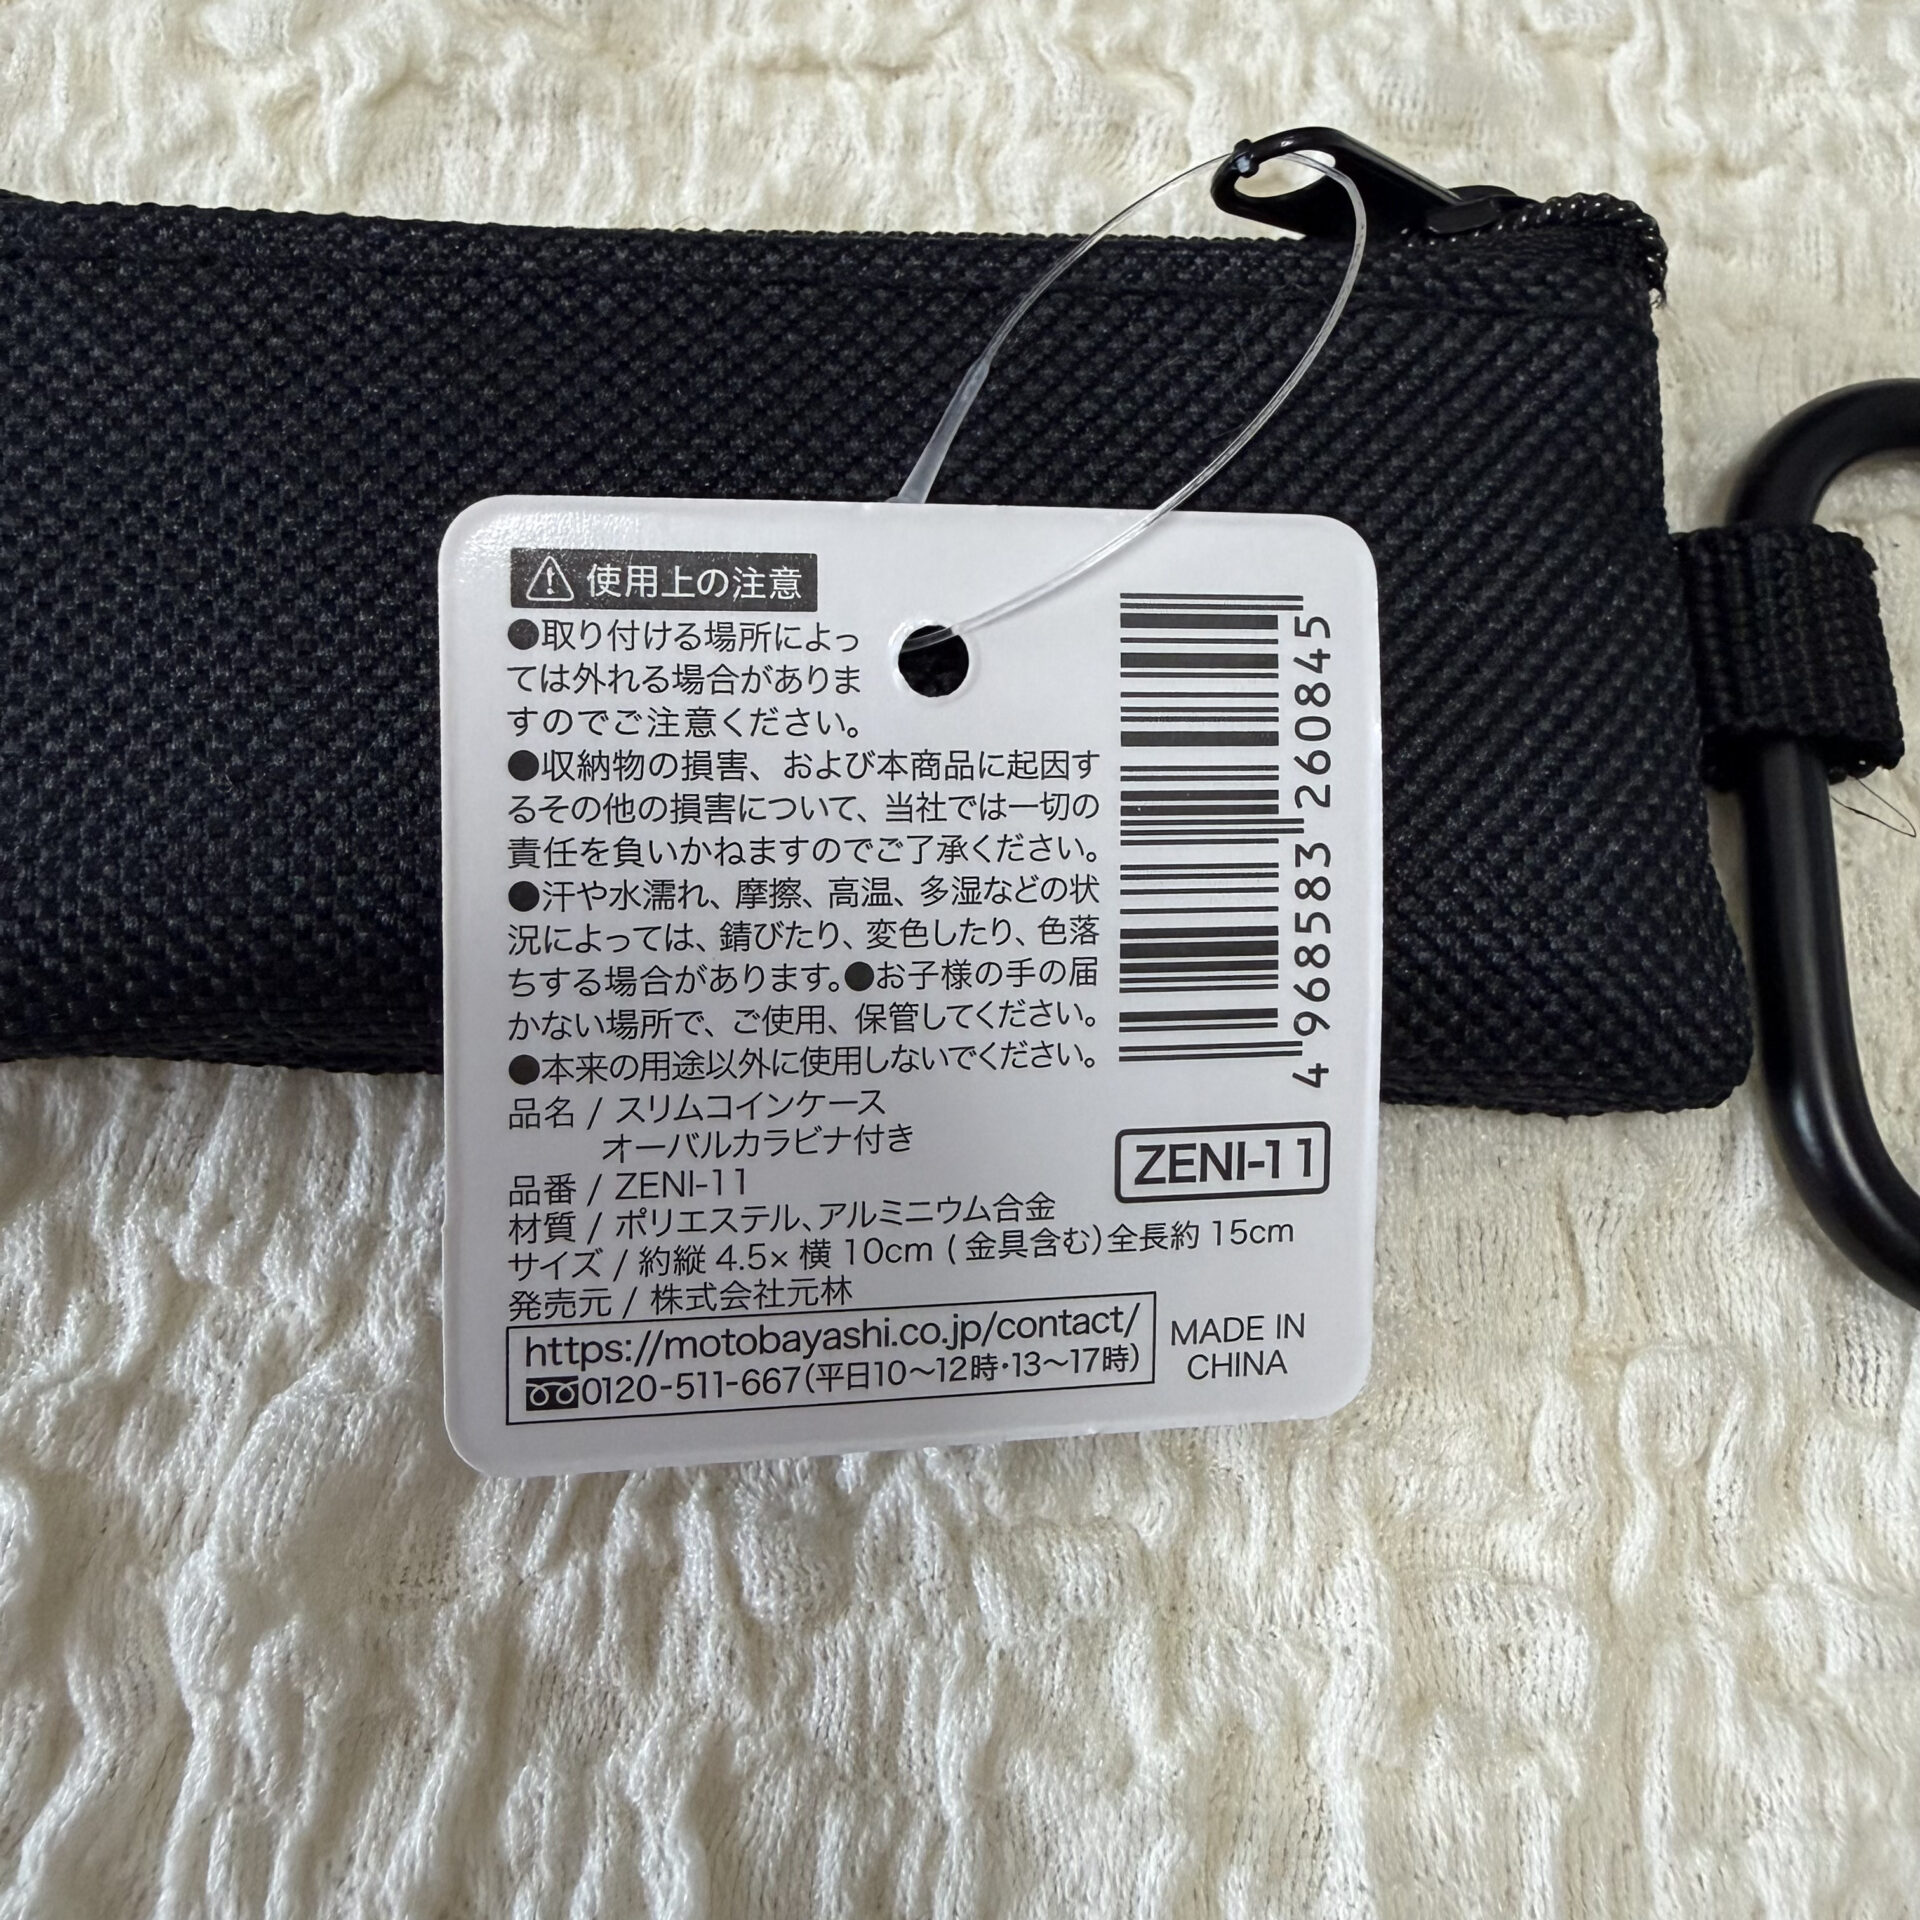 使用上の注意
●取り付ける場所によっ
ては外れる場合がありま
すのでご注意ください。
●収納物の損害、および本商品に起因す
るその他の損害について、当社では一切の
責任を負いかねますのでご了承ください。
●汗や水濡れ、摩擦、高温、多湿などの状
況によっては、錆びたり、変色したり、色落
ちする場合があります。●お子様の手の届
かない場所で、ご使用、保管してください。
●本来の用途以外に使用しないでください。
品名 / スリムコインケース
オーバルカラビナ付き
品番 / ZENI-11
材質 / ポリエステル、アルミニウム合金
サイズ / 約縦 4.5× 横 10cm (金具含む)全長約 15cm
発売元 / 株式会社元林
https://motobayashi.co.jp/contact/
0120-511-667(平日10〜12時・13〜17時)
4 968583 260845
ZENI-11
MADE IN
CHINA